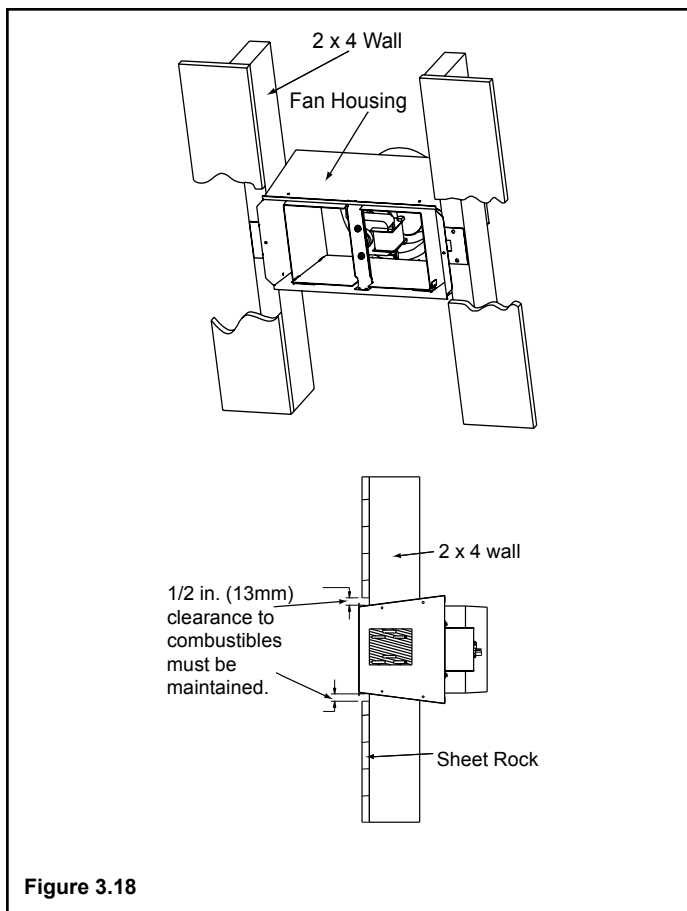 2 x 4 Wall
Fan Housing
2 x 4 wall
1/2 in. (13mm)
clearance to
combustibles
must be
maintained.
Sheet Rock
Figure 3.18